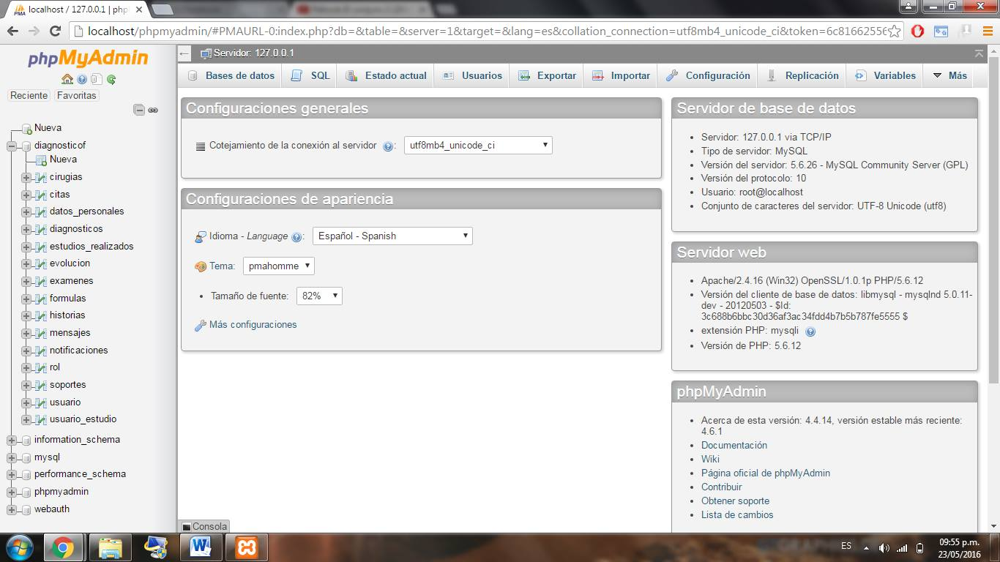 localhost / 127.0.0.1 | php
localhost/phpmyadmin/#PMAURL-0:index.php?db=&table=&server=1&target=&lang=es&collation_connection=utf8mb4_unicode_ci&token=6c81662556
phpMyAdmin
Reciente
Favoritas
Nueva
diagnosticof
Nueva
cirugias
citas
datos_personales
diagnosticos
estudios_realizados
evolucion
examenes
formulas
historias
mensajes
notificaciones
rol
soportes
usuario
usuario_estudio
information_schema
mysql
performance_schema
phpmyadmin
webauth
Servidor: 127.0.0.1
Bases de datos
SQL
Estado actual
Usuarios
Exportar
Importar
Configuración
Replicación
Variables
Más
Configuraciones generales
Cotejamiento de la conexión al servidor :
utf8mb4_unicode_ci
Configuraciones de apariencia
Idioma - Language :
Español - Spanish
Tema:
pmahomme
• Tamaño de fuente:
82%
Más configuraciones
Servidor de base de datos
• Servidor: 127.0.0.1 via TCP/IP
• Tipo de servidor: MySQL
• Versión del servidor: 5.6.26 - MySQL Community Server (GPL)
• Versión del protocolo: 10
• Usuario: root@localhost
• Conjunto de caracteres del servidor: UTF-8 Unicode (utf8)
Servidor web
• Apache/2.4.16 (Win32) OpenSSL/1.0.1p PHP/5.6.12
• Versión del cliente de base de datos: libmysql - mysqlnd 5.0.11-
dev - 20120503 - $Id:
3c688b6bbc30d36af3ac34fdd4b7b5b787fe5555 $
• extensión PHP: mysqli
• Versión de PHP: 5.6.12
phpMyAdmin
• Acerca de esta versión: 4.4.14, versión estable más reciente:
4.6.1
• Documentación
• Wiki
• Página oficial de phpMyAdmin
• Contribuir
• Obtener soporte
• Lista de cambios
Consola
ES
09:55 p.m.
23/05/2016